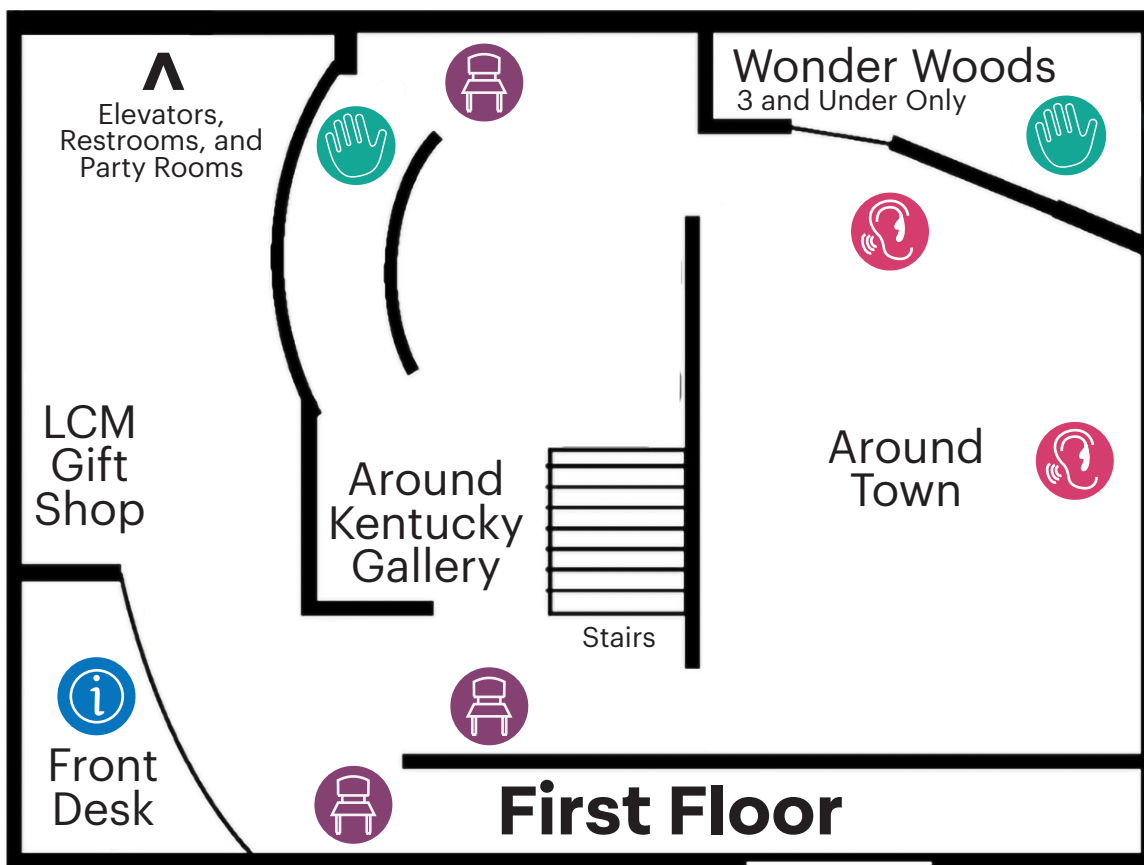 Elevators,
Restrooms, and
Party Rooms
Wonder Woods
3 and Under Only
LCM
Gift
Shop
Around
Kentucky
Gallery
Around
Town
Stairs
i
Front
Desk
First Floor